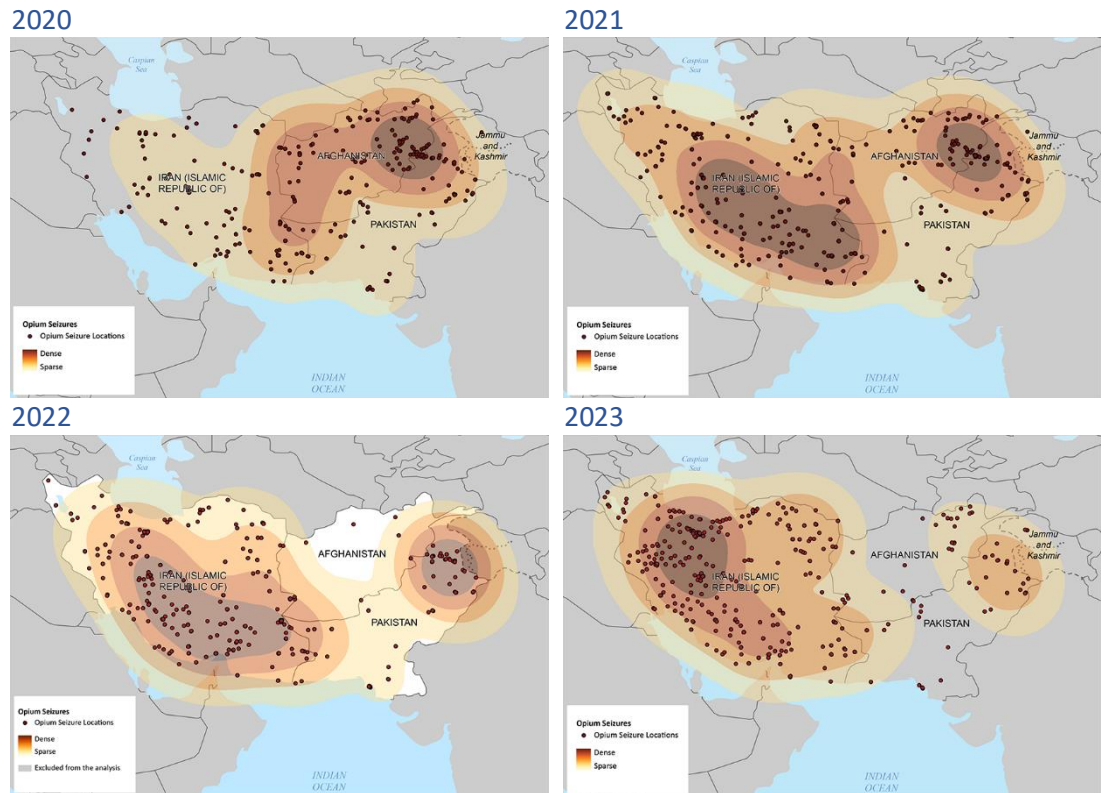 2020
Caspian
Sea
AFGHANISTAN
Jammu
and
Kashmir
IRAN (ISLAMIC
REPUBLIC OF)
PAKISTAN
Opium Seizures
Opium Seizure Locations
Dense
Sparse
INDIAN
OCEAN
2021
Caspian
Sea
AFGHANISTAN
Jammu
and
Kashmir
IRAN (ISLAMIC
REPUBLIC OF)
PAKISTAN
Opium Seizures
Opium Seizure Locations
Dense
Sparse
INDIAN
OCEAN
2022
Caspian
Sea
AFGHANISTAN
IRAN (ISLAMIC
REPUBLIC OF)
PAKISTAN
Opium Seizures
Opium Seizure Locations
Dense
Sparse
Excluded from the analysis
INDIAN
OCEAN
2023
Caspian
Sea
AFGHANISTAN
Jammu
and
Kashmir
IRAN (ISLAMIC
REPUBLIC OF)
PAKISTAN
Opium Seizures
Opium Seizure Locations
Dense
Sparse
INDIAN
OCEAN